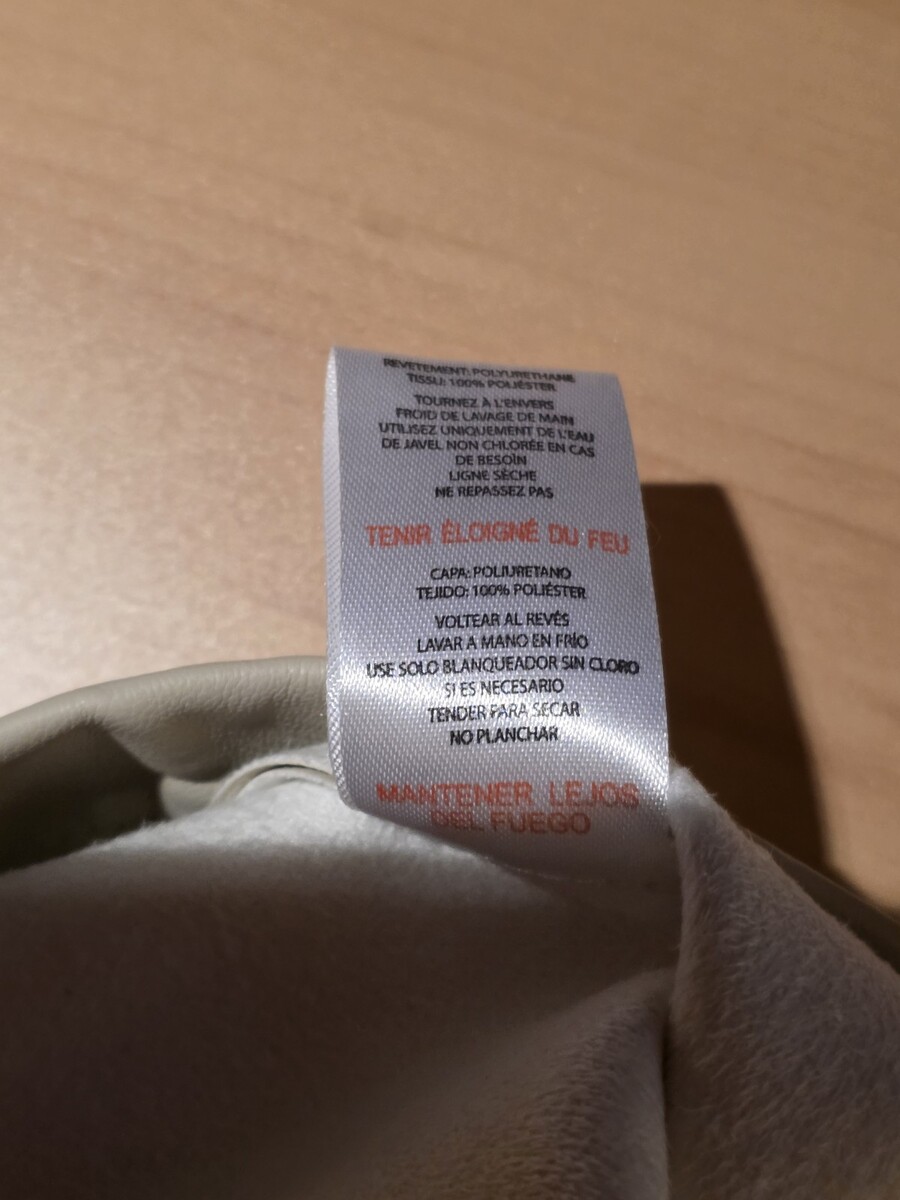 REVETEMENT: POLYURETHANE
TISSU: 100% POLIÉSTER
TOURNEZ À L'ENVERS
FROID DE LAVAGE DE MAIN
UTILISEZ UNIQUEMENT DE L'EAU
DE JAVEL NON CHLORÉE EN CAS
DE BESOIN
LIGNE SÈCHE
NE REPASSEZ PAS
TENIR ÉLOIGNÉ DU FEU
CAPA: POLIURETANO
TEJIDO: 100% POLIÉSTER
VOLTEAR AL REVÉS
LAVAR A MANO EN FRÍO
USE SOLO BLANQUEADOR SIN CLORO
SI ES NECESARIO
TENDER PARA SECAR
NO PLANCHAR
MANTENER LEJOS
DEL FUEGO